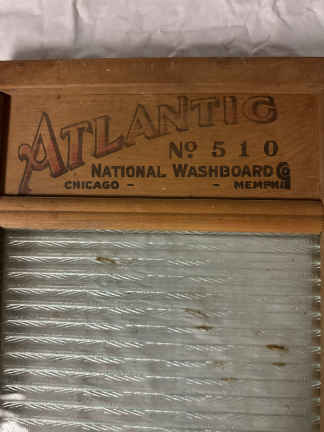 ATLANTIC
No 510
NATIONAL WASHBOARD Co
CHICAGO - - MEMPHIS